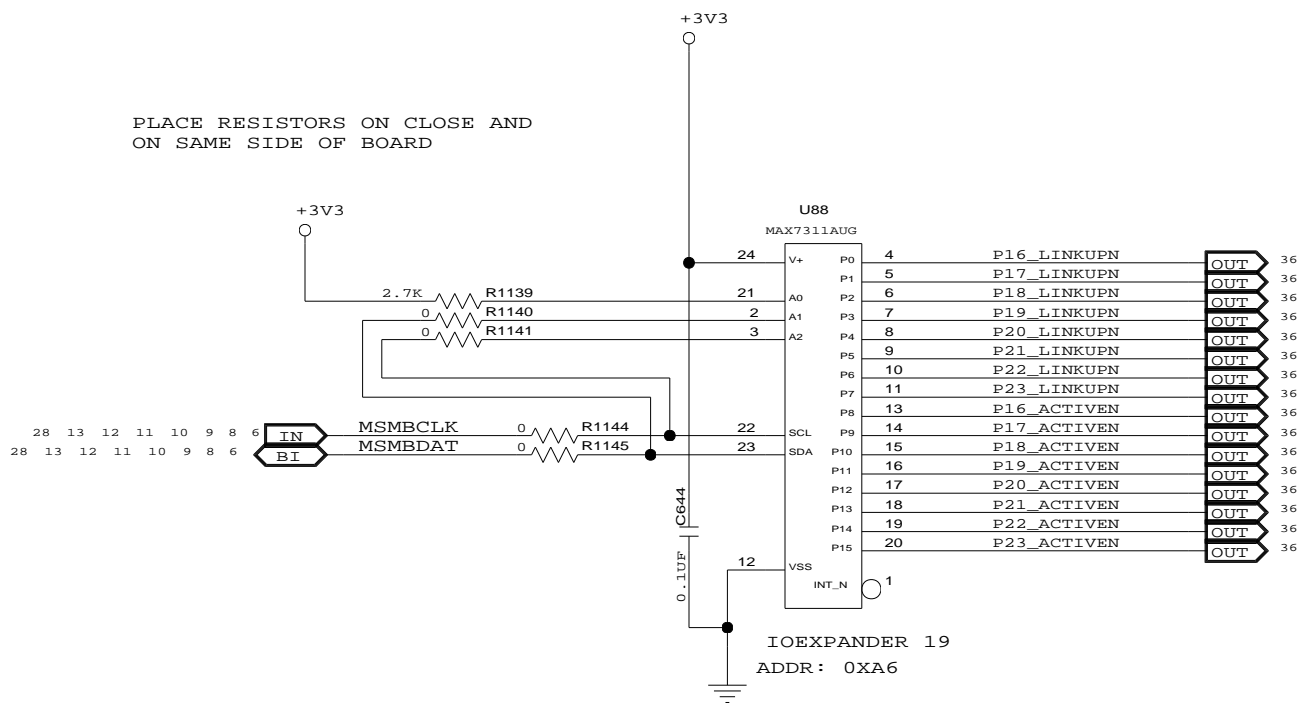 +3V3
PLACE RESISTORS ON CLOSE AND
ON SAME SIDE OF BOARD
+3V3
U88
MAX7311AUG
24 V+ P0 4 P16_LINKUPN OUT 36
P1 5 P17_LINKUPN OUT 36
2.7K R1139 21 A0 P2 6 P18_LINKUPN OUT 36
0 R1140 2 A1 P3 7 P19_LINKUPN OUT 36
0 R1141 3 A2 P4 8 P20_LINKUPN OUT 36
P5 9 P21_LINKUPN OUT 36
P6 10 P22_LINKUPN OUT 36
P7 11 P23_LINKUPN OUT 36
P8 13 P16_ACTIVEN OUT 36
28 13 12 11 10 9 8 6 IN MSMBCLK 0 R1144 22 SCL P9 14 P17_ACTIVEN OUT 36
28 13 12 11 10 9 8 6 BI MSMBDAT 0 R1145 23 SDA P10 15 P18_ACTIVEN OUT 36
P11 16 P19_ACTIVEN OUT 36
P12 17 P20_ACTIVEN OUT 36
P13 18 P21_ACTIVEN OUT 36
P14 19 P22_ACTIVEN OUT 36
P15 20 P23_ACTIVEN OUT 36
C644
0.1UF
12 VSS
INT_N 1
IOEXPANDER 19
ADDR: 0XA6